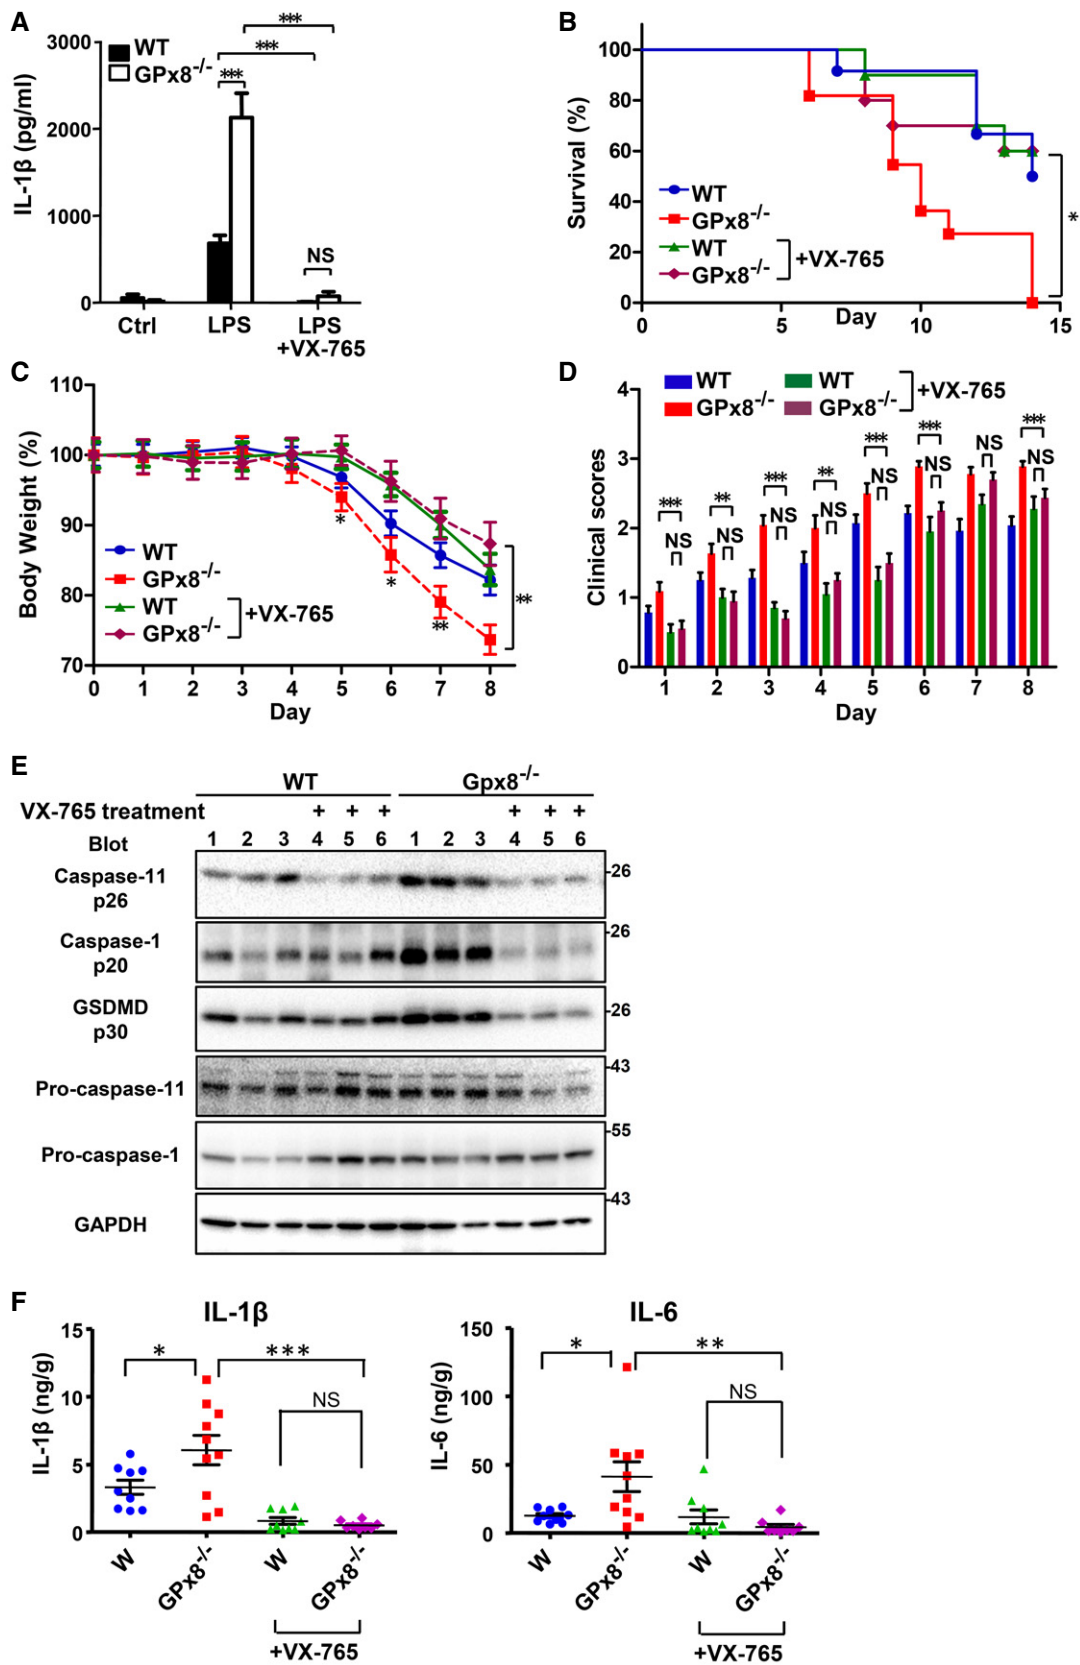 A
IL-1β (pg/ml)
3000
2000
1000
0
WT
GPx8-/-
***
***
***
NS
Ctrl
LPS
LPS
+VX-765
B
Survival (%)
100
80
60
40
20
0
0
5
10
15
Day
WT
GPx8-/-
WT
GPx8-/-
+VX-765
*
C
Body Weight (%)
110
100
90
80
70
0 1 2 3 4 5 6 7 8
Day
WT
GPx8-/-
WT
GPx8-/-
+VX-765
*
*
**
**
D
Clinical scores
4
3
2
1
0
WT
GPx8-/-
WT
GPx8-/-
+VX-765
***
NS
**
NS
***
NS
**
NS
***
NS
***
NS
NS
***
NS
1 2 3 4 5 6 7 8
Day
E
WT
Gpx8-/-
VX-765 treatment + + + + + +
Blot 1 2 3 4 5 6 1 2 3 4 5 6
Caspase-11
p26
-26
Caspase-1
p20
-26
GSDMD
p30
-26
Pro-caspase-11
-43
Pro-caspase-1
-55
GAPDH
-43
F
IL-1β
IL-1β (ng/g)
15
10
5
0
*
***
NS
W
GPx8-/-
W
GPx8-/-
+VX-765
IL-6
IL-6 (ng/g)
150
100
50
0
*
**
NS
W
GPx8-/-
W
GPx8-/-
+VX-765